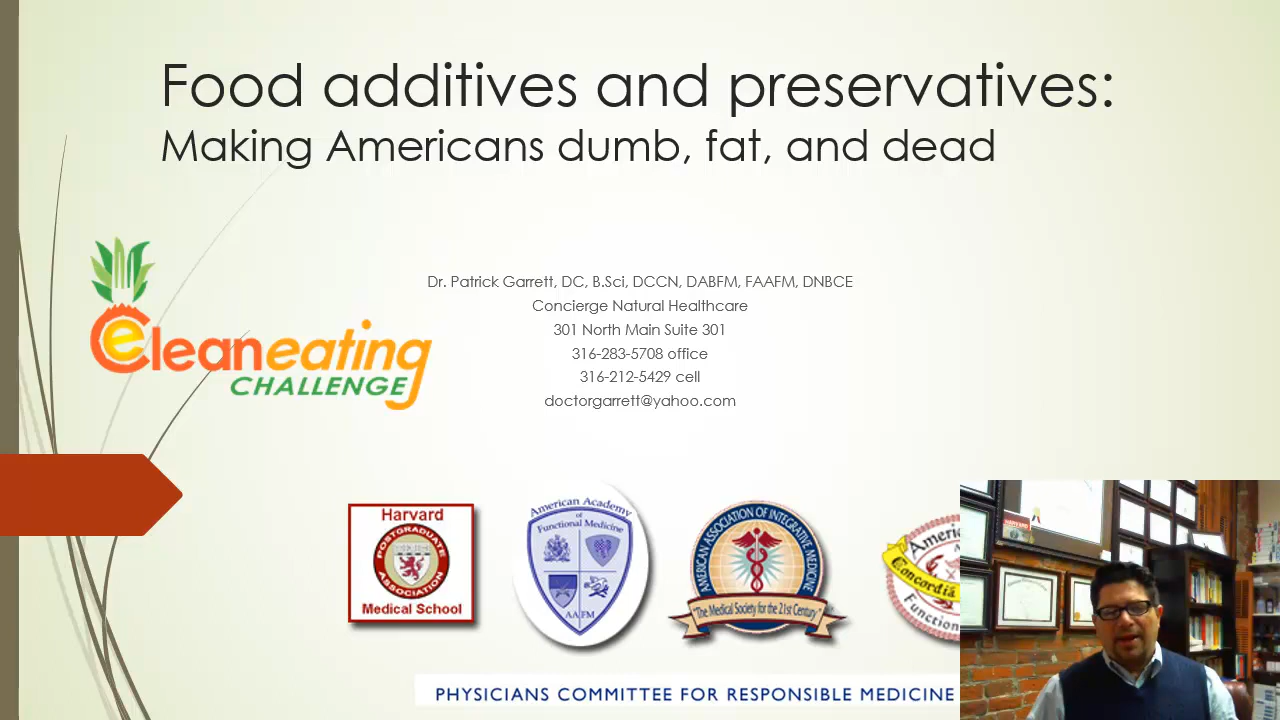 Food additives and preservatives:
Making Americans dumb, fat, and dead
Dr. Patrick Garrett, DC, B.Sci, DCCN, DABFM, FAAFM, DNBCE
Concierge Natural Healthcare
301 North Main Suite 301
316-283-5708 office
316-212-5429 cell
doctorgarrett@yahoo.com
Cleaneating
CHALLENGE
Harvard
POSTGRADUATE
ASSOCIATION
Medical School
American Academy
of
Functional Medicine
AAFM
AMERICAN ASSOCIATION OF INTEGRATIVE MEDICINE
"The Medical Society for the 21st Century"
Concordia
PHYSICIANS COMMITTEE FOR RESPONSIBLE MEDICINE